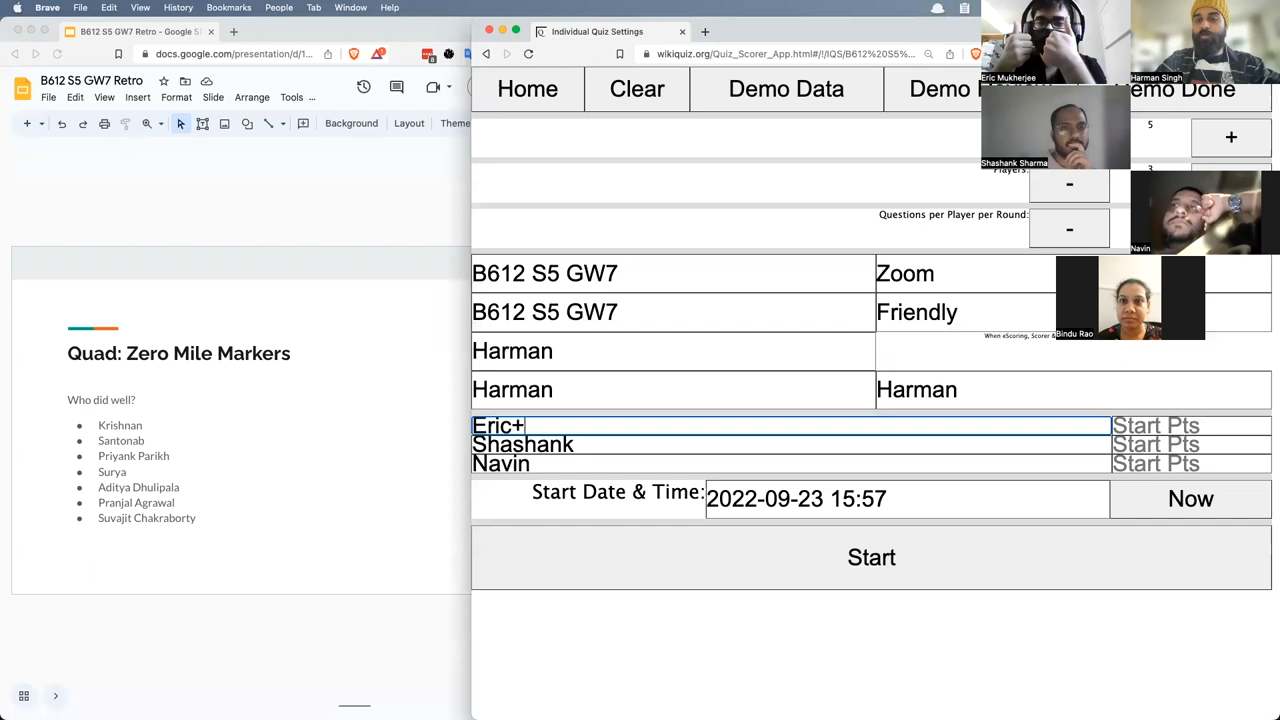 Brave File Edit View History Bookmarks Profiles Tab Window Help
B612 S5 GW7 Retro - Google S
docs.google.com/presentation/d/1...
B612 S5 GW7 Retro
File Edit View Insert Format Slide Arrange Tools ...
Background Layout Theme
Quad: Zero Mile Markers
Who did well?
● Krishnan
● Santonab
● Priyank Parikh
● Surya
● Aditya Dhulipala
● Pranjal Agrawal
● Suvajit Chakraborty
Individual Quiz Settings
wikiquiz.org/Quiz_Scorer_App.html#!/IQS/B612%20S5%...
Home Clear Demo Data Demo emo Done
5 +
Players: - 3
Questions per Player per Round: -
B612 S5 GW7 Zoom
B612 S5 GW7 Friendly
When eScoring, Scorer &
Harman
Harman Harman
Eric+ Start Pts
Shashank Start Pts
Navin Start Pts
Start Date & Time: 2022-09-23 15:57 Now
Start
Eric Mukherjee
Harman Singh
Shashank Sharma
Navin
Bindu Rao